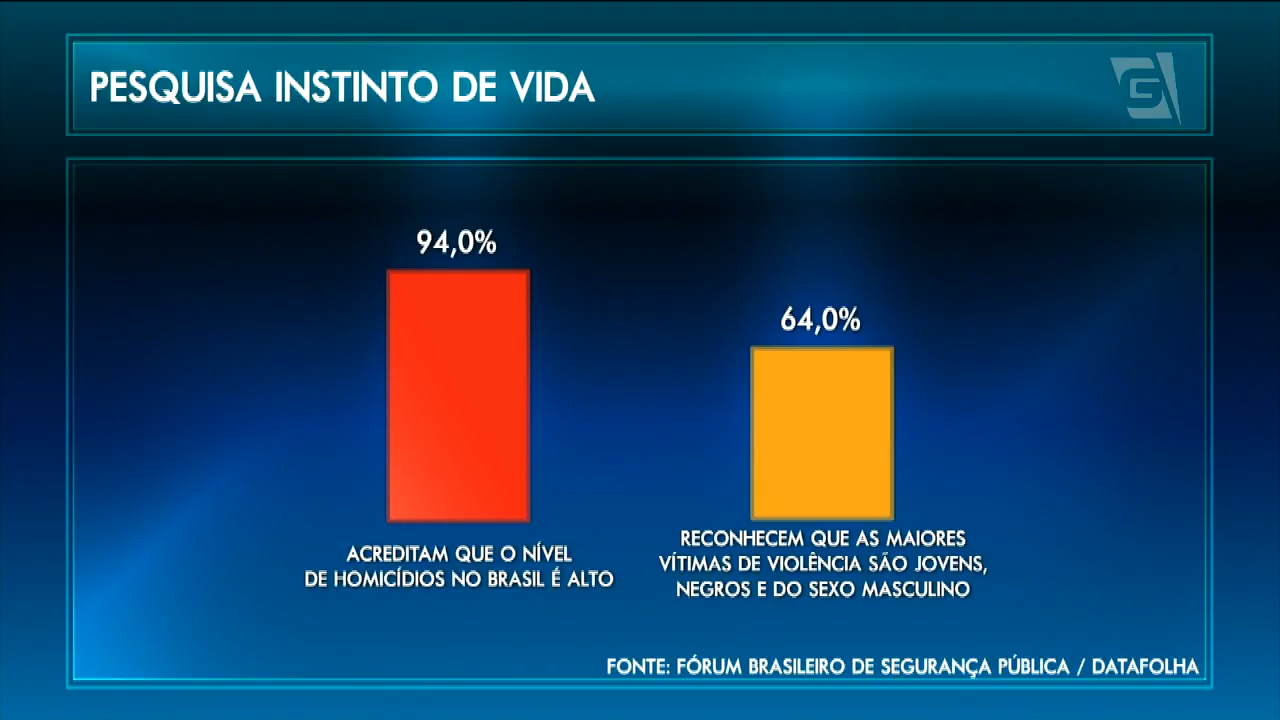 PESQUISA INSTINTO DE VIDA
94,0%
64,0%
ACREDITAM QUE O NÍVEL
DE HOMICÍDIOS NO BRASIL É ALTO
RECONHECEM QUE AS MAIORES
VÍTIMAS DE VIOLÊNCIA SÃO JOVENS,
NEGROS E DO SEXO MASCULINO
FONTE: FÓRUM BRASILEIRO DE SEGURANÇA PÚBLICA / DATAFOLHA